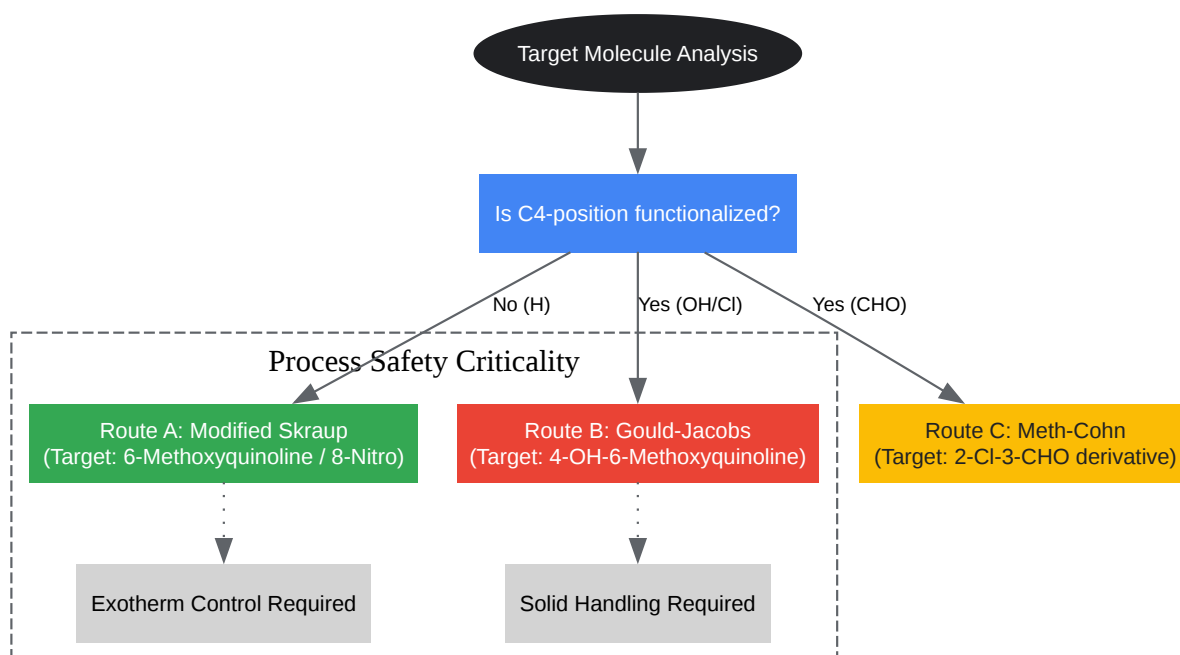 Target Molecule Analysis
Is C4-position functionalized?
No (H)
Yes (OH/Cl)
Yes (CHO)
Process Safety Criticality
Route A: Modified Skraup
(Target: 6-Methoxyquinoline / 8-Nitro)
Route B: Gould-Jacobs
(Target: 4-OH-6-Methoxyquinoline)
Route C: Meth-Cohn
(Target: 2-Cl-3-CHO derivative)
Exotherm Control Required
Solid Handling Required